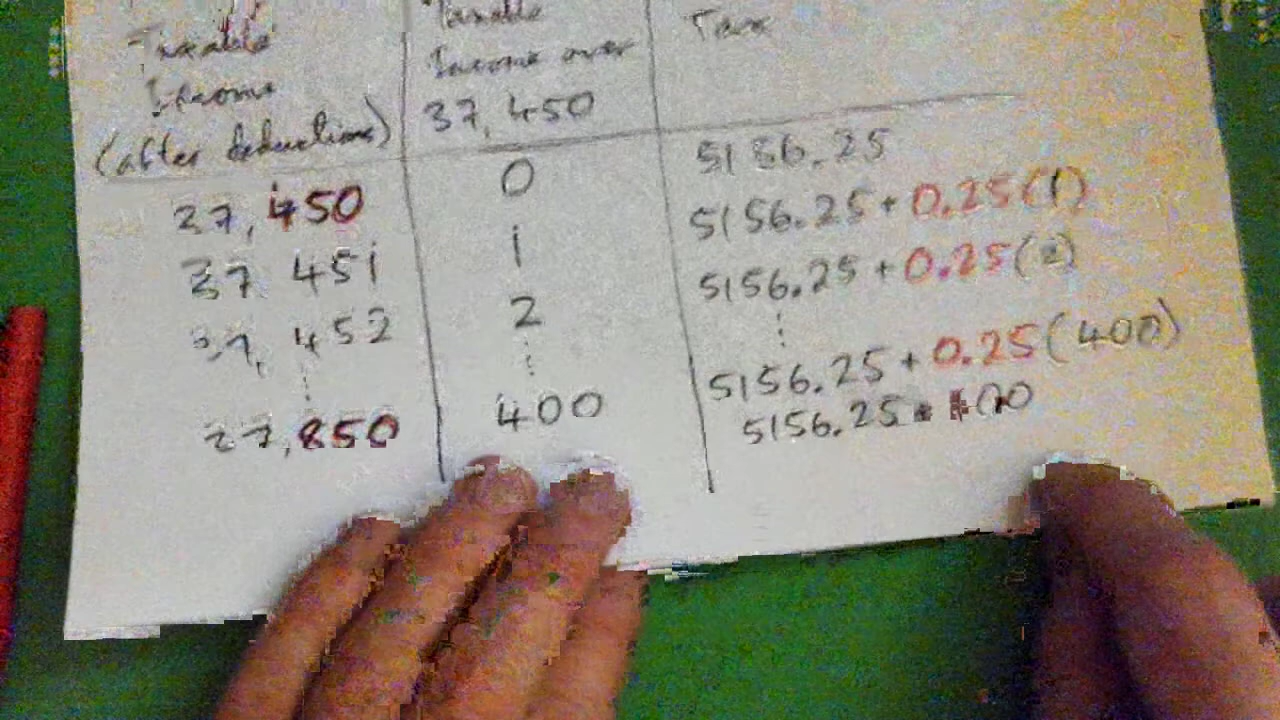 Taxable
Income
(after deductions)
Taxable
Income over
37,450
Tax
37,450
0
5156.25
37 451
1
5156.25 + 0.25(1)
37, 452
2
5156.25 + 0.25(2)
37,850
400
5156.25 + 0.25(400)
5156.25